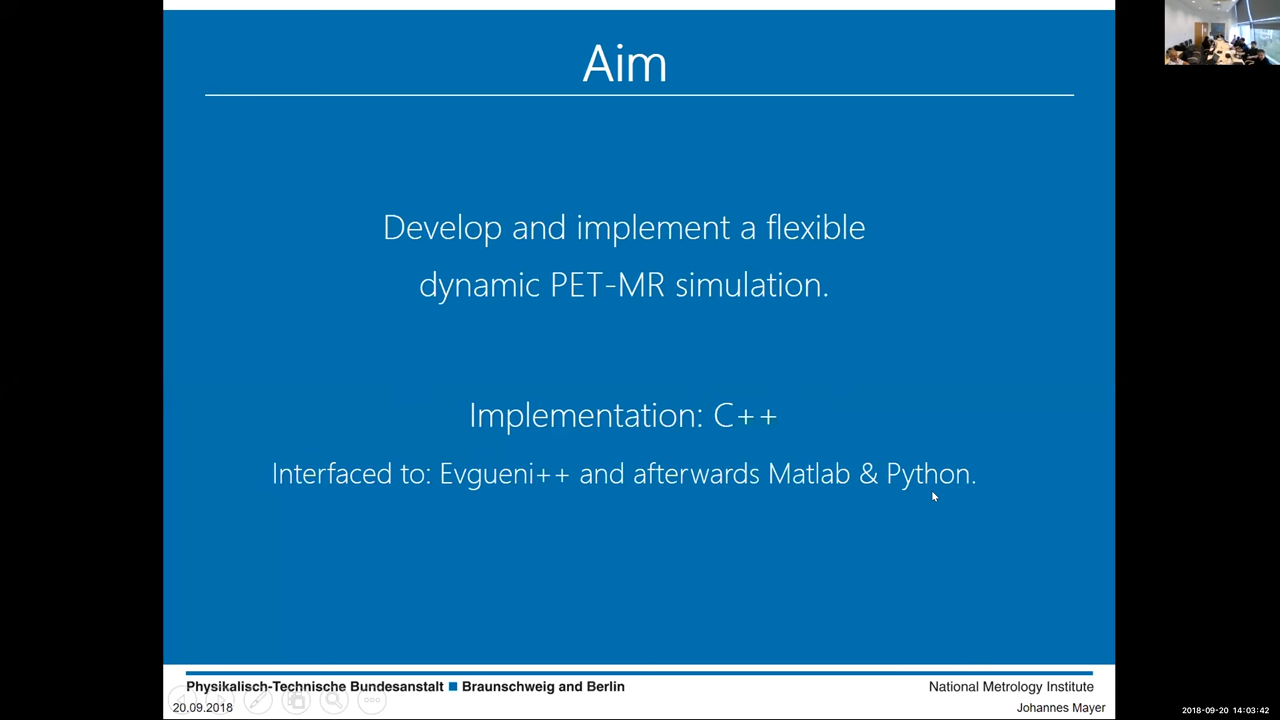 Aim
Develop and implement a flexible
dynamic PET-MR simulation.
Implementation: C++
Interfaced to: Evgueni++ and afterwards Matlab & Python.
Physikalisch-Technische Bundesanstalt ■ Braunschweig and Berlin
National Metrology Institute
20.09.2018
Johannes Mayer
2018-09-20 14:03:42